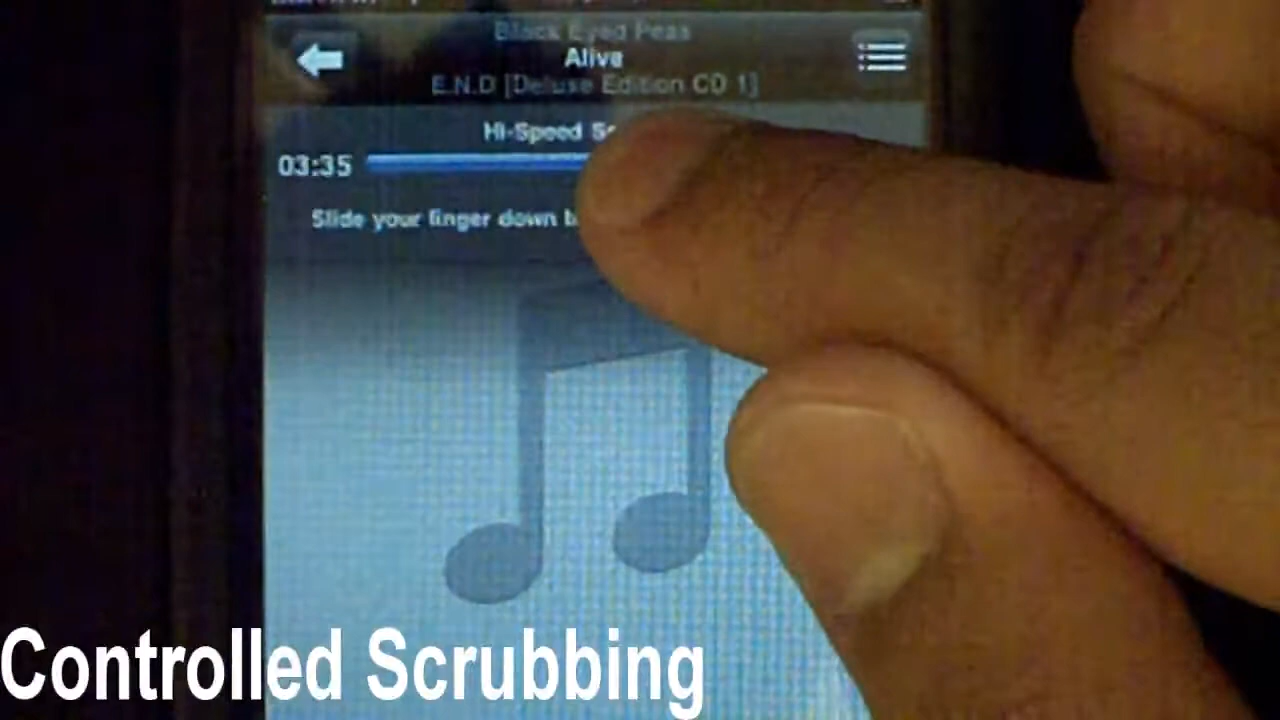 Black Eyed Peas
Alive
E.N.D [Deluxe Edition CD 1]
Hi-Speed
03:35
Slide your finger down
Controlled Scrubbing